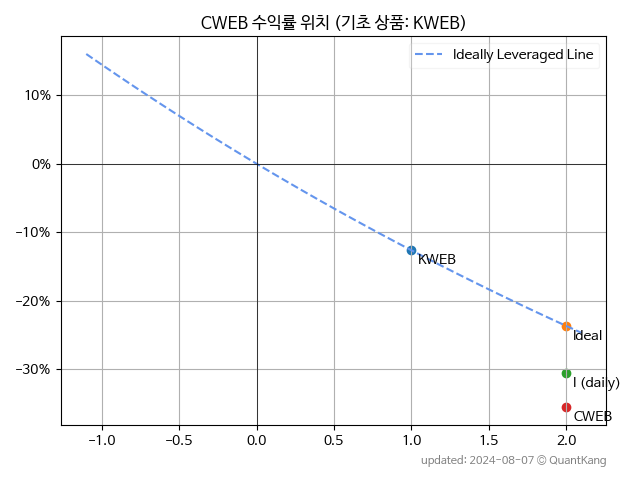 CWEB 수익률 위치 (기초 상품: KWEB)
Ideally Leveraged Line
10%
0%
−10%
−20%
−30%
KWEB
Ideal
I (daily)
CWEB
−1.0 −0.5 0.0 0.5 1.0 1.5 2.0
updated: 2024-08-07 © QuantKang